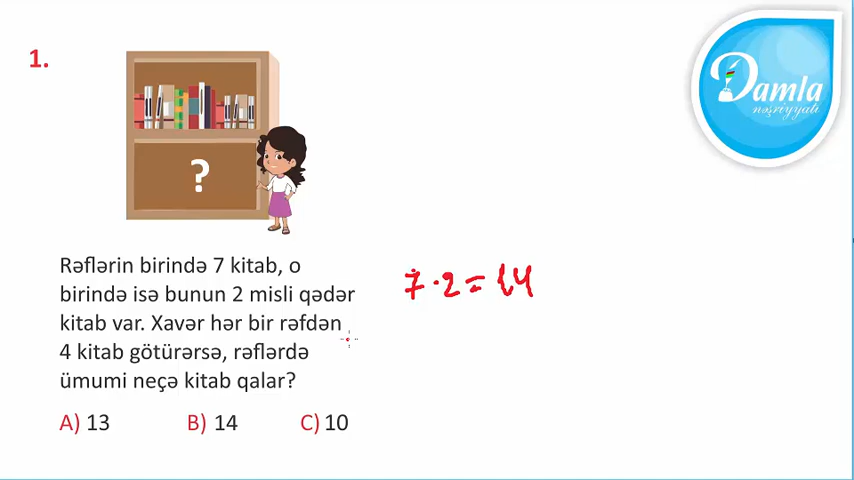 1.
Damla
nəşriyyatı
?
Rəflərin birində 7 kitab, o
birində isə bunun 2 misli qədər
kitab var. Xavər hər bir rəfdən
4 kitab götürərsə, rəflərdə
ümumi neçə kitab qalar?
7·2=14
A) 13 B) 14 C) 10